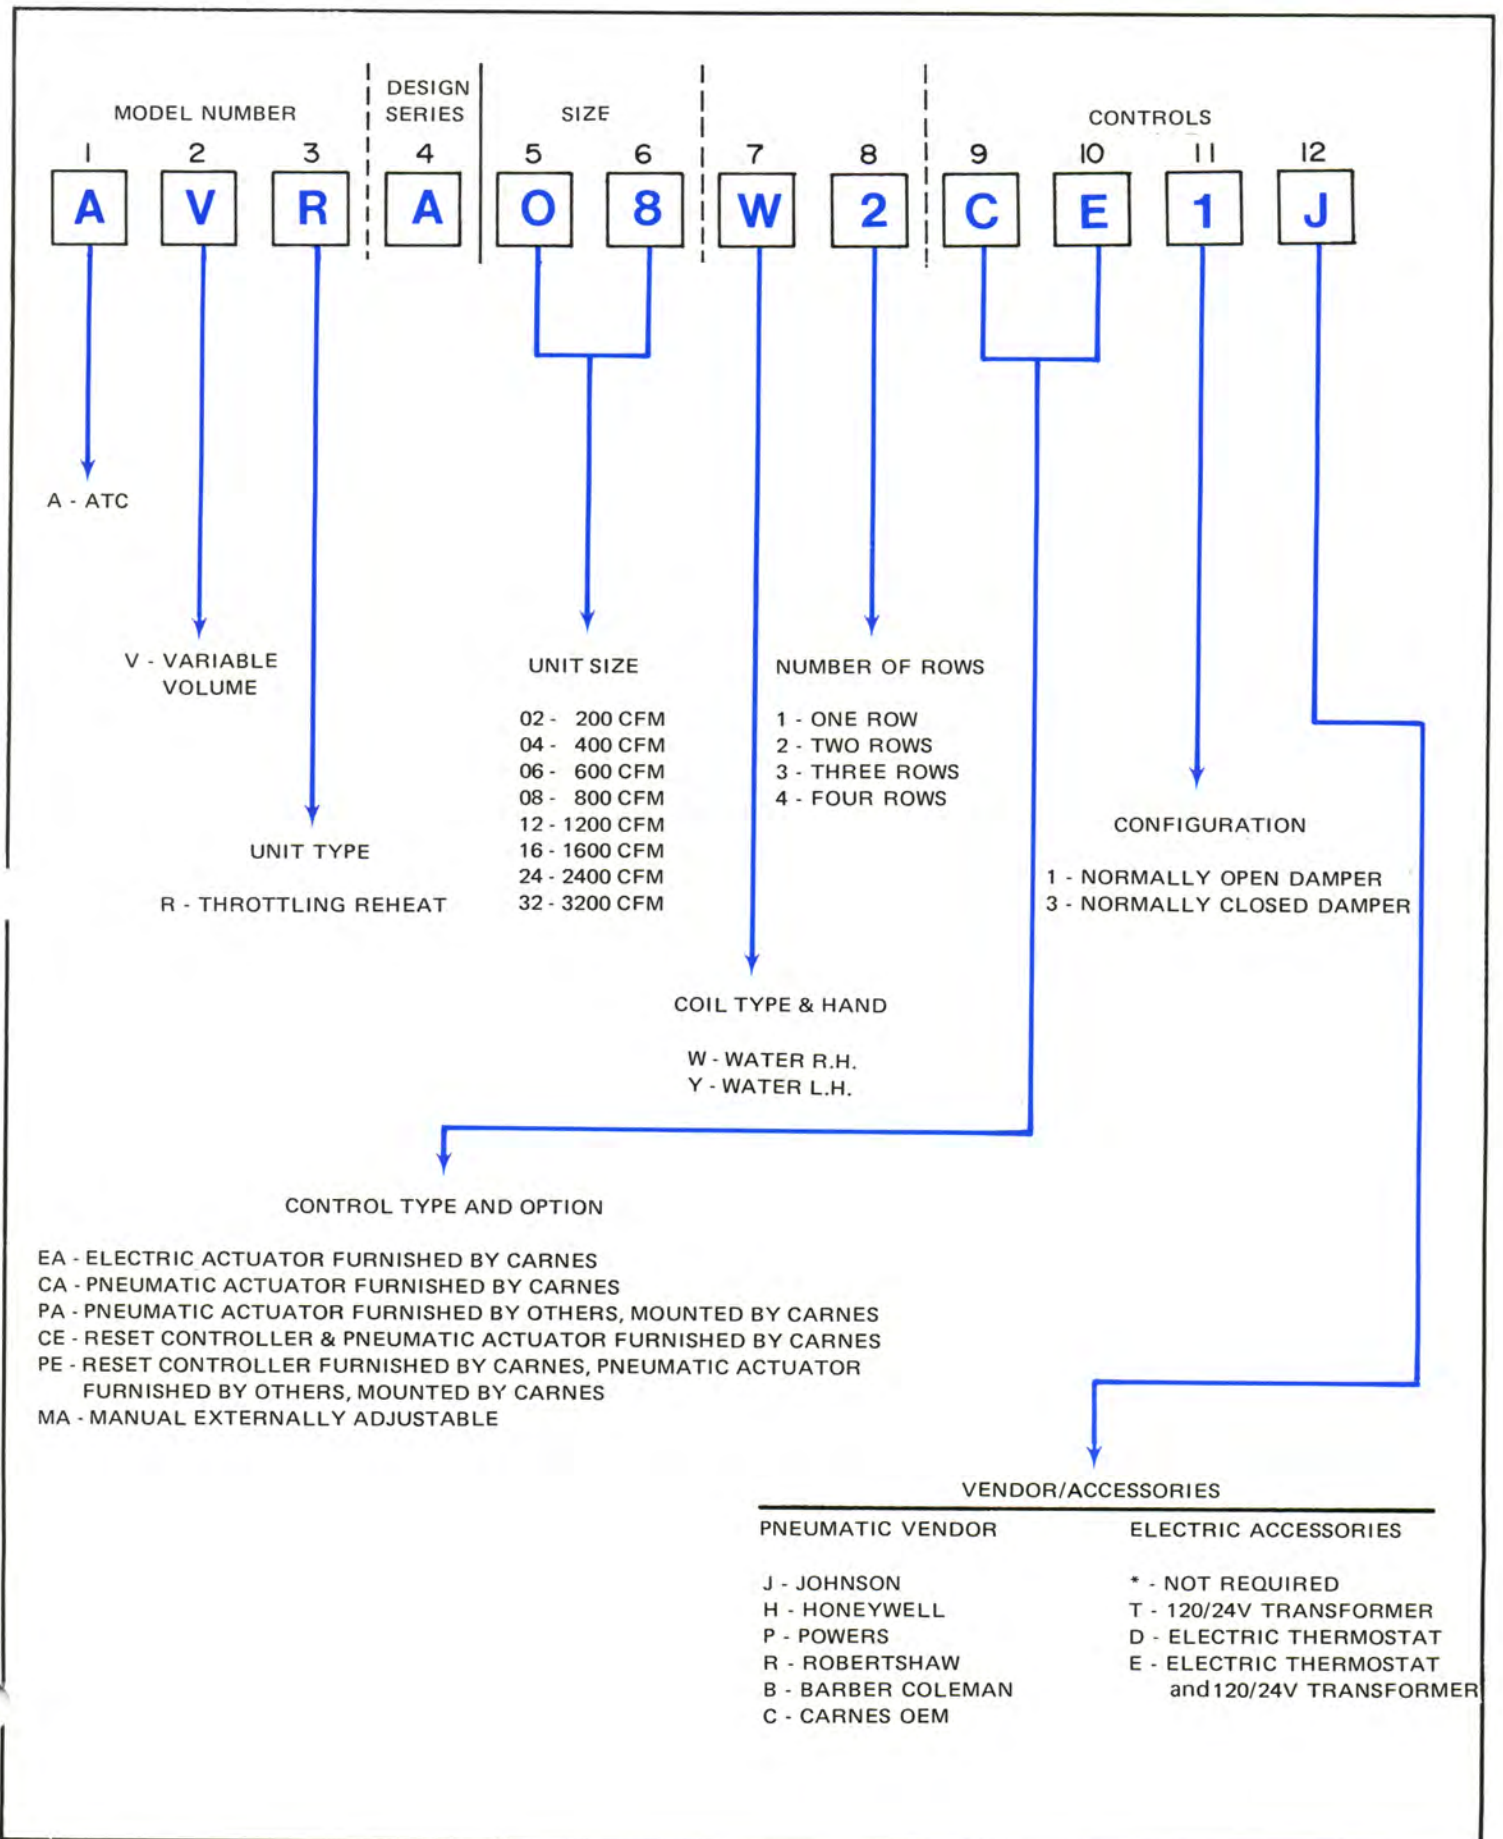 MODEL NUMBER
DESIGN
SERIES
SIZE
CONTROLS
1 2 3 4 5 6 7 8 9 10 11 12
A V R A O 8 W 2 C E 1 J
A - ATC
V - VARIABLE
VOLUME
UNIT TYPE
R - THROTTLING REHEAT
UNIT SIZE
02 - 200 CFM
04 - 400 CFM
06 - 600 CFM
08 - 800 CFM
12 - 1200 CFM
16 - 1600 CFM
24 - 2400 CFM
32 - 3200 CFM
NUMBER OF ROWS
1 - ONE ROW
2 - TWO ROWS
3 - THREE ROWS
4 - FOUR ROWS
CONFIGURATION
1 - NORMALLY OPEN DAMPER
3 - NORMALLY CLOSED DAMPER
COIL TYPE & HAND
W - WATER R.H.
Y - WATER L.H.
CONTROL TYPE AND OPTION
EA - ELECTRIC ACTUATOR FURNISHED BY CARNES
CA - PNEUMATIC ACTUATOR FURNISHED BY CARNES
PA - PNEUMATIC ACTUATOR FURNISHED BY OTHERS, MOUNTED BY CARNES
CE - RESET CONTROLLER & PNEUMATIC ACTUATOR FURNISHED BY CARNES
PE - RESET CONTROLLER FURNISHED BY CARNES, PNEUMATIC ACTUATOR
FURNISHED BY OTHERS, MOUNTED BY CARNES
MA - MANUAL EXTERNALLY ADJUSTABLE
VENDOR/ACCESSORIES
PNEUMATIC VENDOR
J - JOHNSON
H - HONEYWELL
P - POWERS
R - ROBERTSHAW
B - BARBER COLEMAN
C - CARNES OEM
ELECTRIC ACCESSORIES
* - NOT REQUIRED
T - 120/24V TRANSFORMER
D - ELECTRIC THERMOSTAT
E - ELECTRIC THERMOSTAT
and 120/24V TRANSFORMER